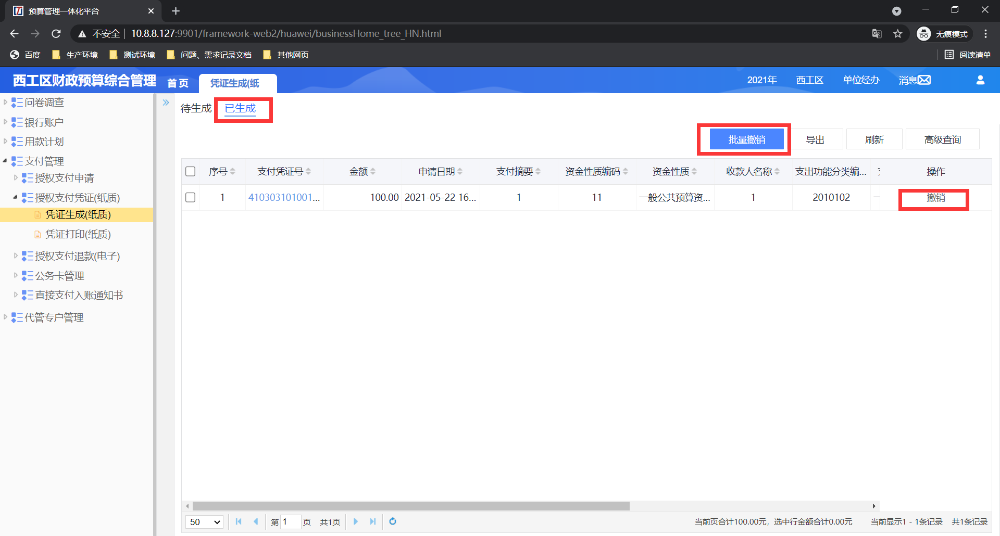 预算管理一体化平台
不安全 | 10.8.8.127:9901/framework-web2/huawei/businessHome_tree_HN.html
无痕模式
百度 生产环境 测试环境 问题、需求记录文档 其他网页 阅读清单
西工区财政预算综合管理 首页 凭证生成(纸 2021年 西工区 单位经办 消息
问卷调查
银行账户
用款计划
支付管理
授权支付申请
授权支付凭证(纸质)
凭证生成(纸质)
凭证打印(纸质)
授权支付退款(电子)
公务卡管理
直接支付入账通知书
代管专户管理
待生成 已生成
批量撤销 导出 刷新 高级查询
序号 支付凭证号 金额 申请日期 支付摘要 资金性质编码 资金性质 收款人名称 支出功能分类编... 操作
1 410303101001... 100.00 2021-05-22 16... 1 11 一般公共预算资... 1 2010102 一 撤销
50 第 1 页 共1页 当前页合计100.00元，选中行金额合计0.00元 当前显示1 - 1条记录 共1条记录